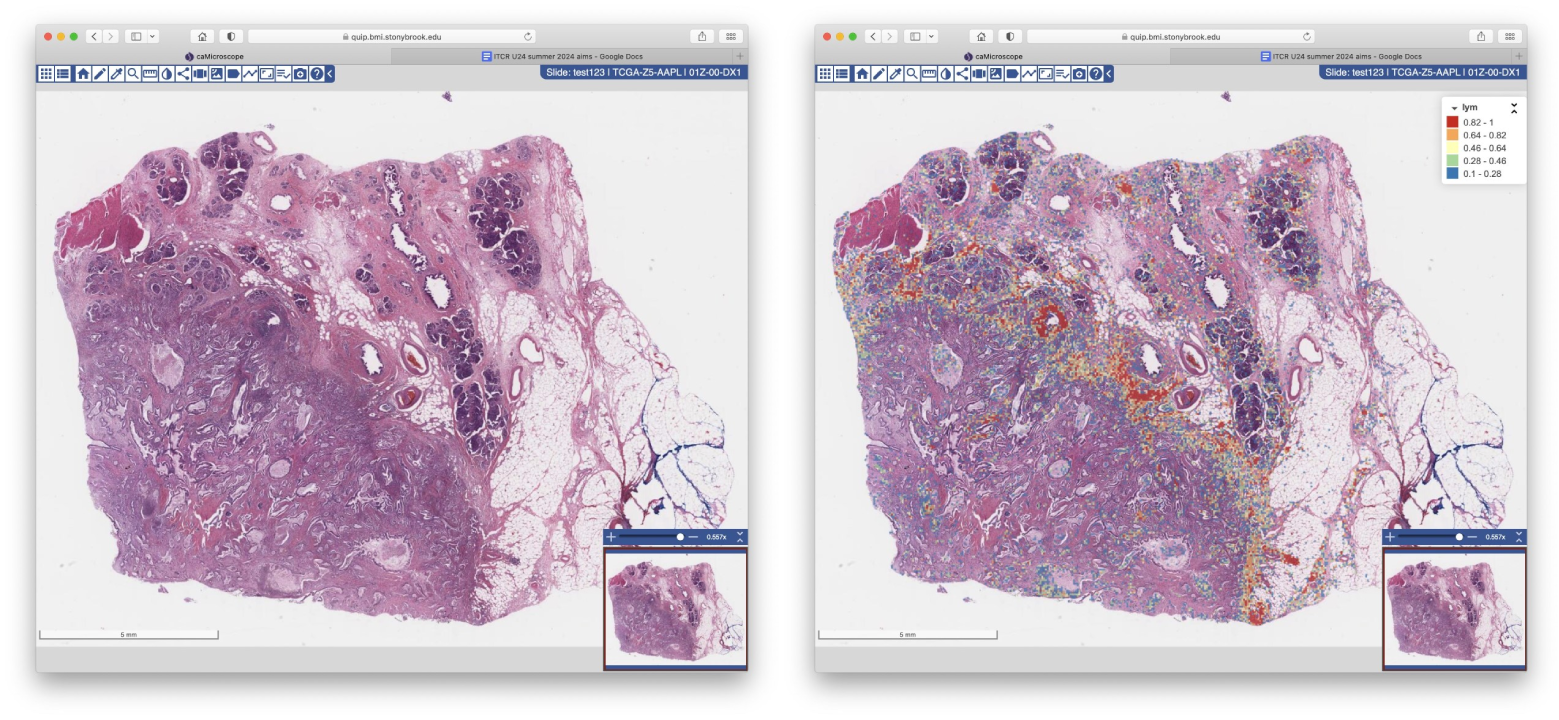 quip.bmi.stonybrook.edu
caMicroscope
ITCR U24 summer 2024 aims - Google Docs
Slide: test123 | TCGA-Z5-AAPL | 01Z-00-DX1
0.557x
5 mm
quip.bmi.stonybrook.edu
caMicroscope
ITCR U24 summer 2024 aims - Google Docs
Slide: test123 | TCGA-Z5-AAPL | 01Z-00-DX1
lym
0.82 - 1
0.64 - 0.82
0.46 - 0.64
0.28 - 0.46
0.1 - 0.28
0.557x
5 mm